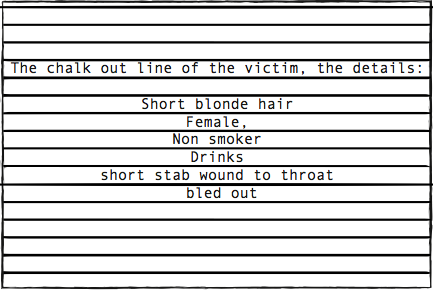 The chalk out line of the victim, the details:
Short blonde hair
Female,
Non smoker
Drinks
short stab wound to throat
bled out